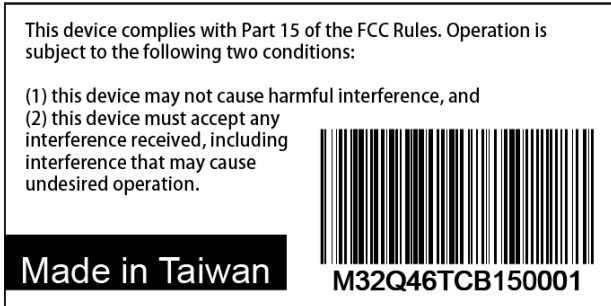 This device complies with Part 15 of the FCC Rules. Operation is
subject to the following two conditions:
(1) this device may not cause harmful interference, and
(2) this device must accept any
interference received, including
interference that may cause
undesired operation.
Made in Taiwan
M32Q46TCB150001